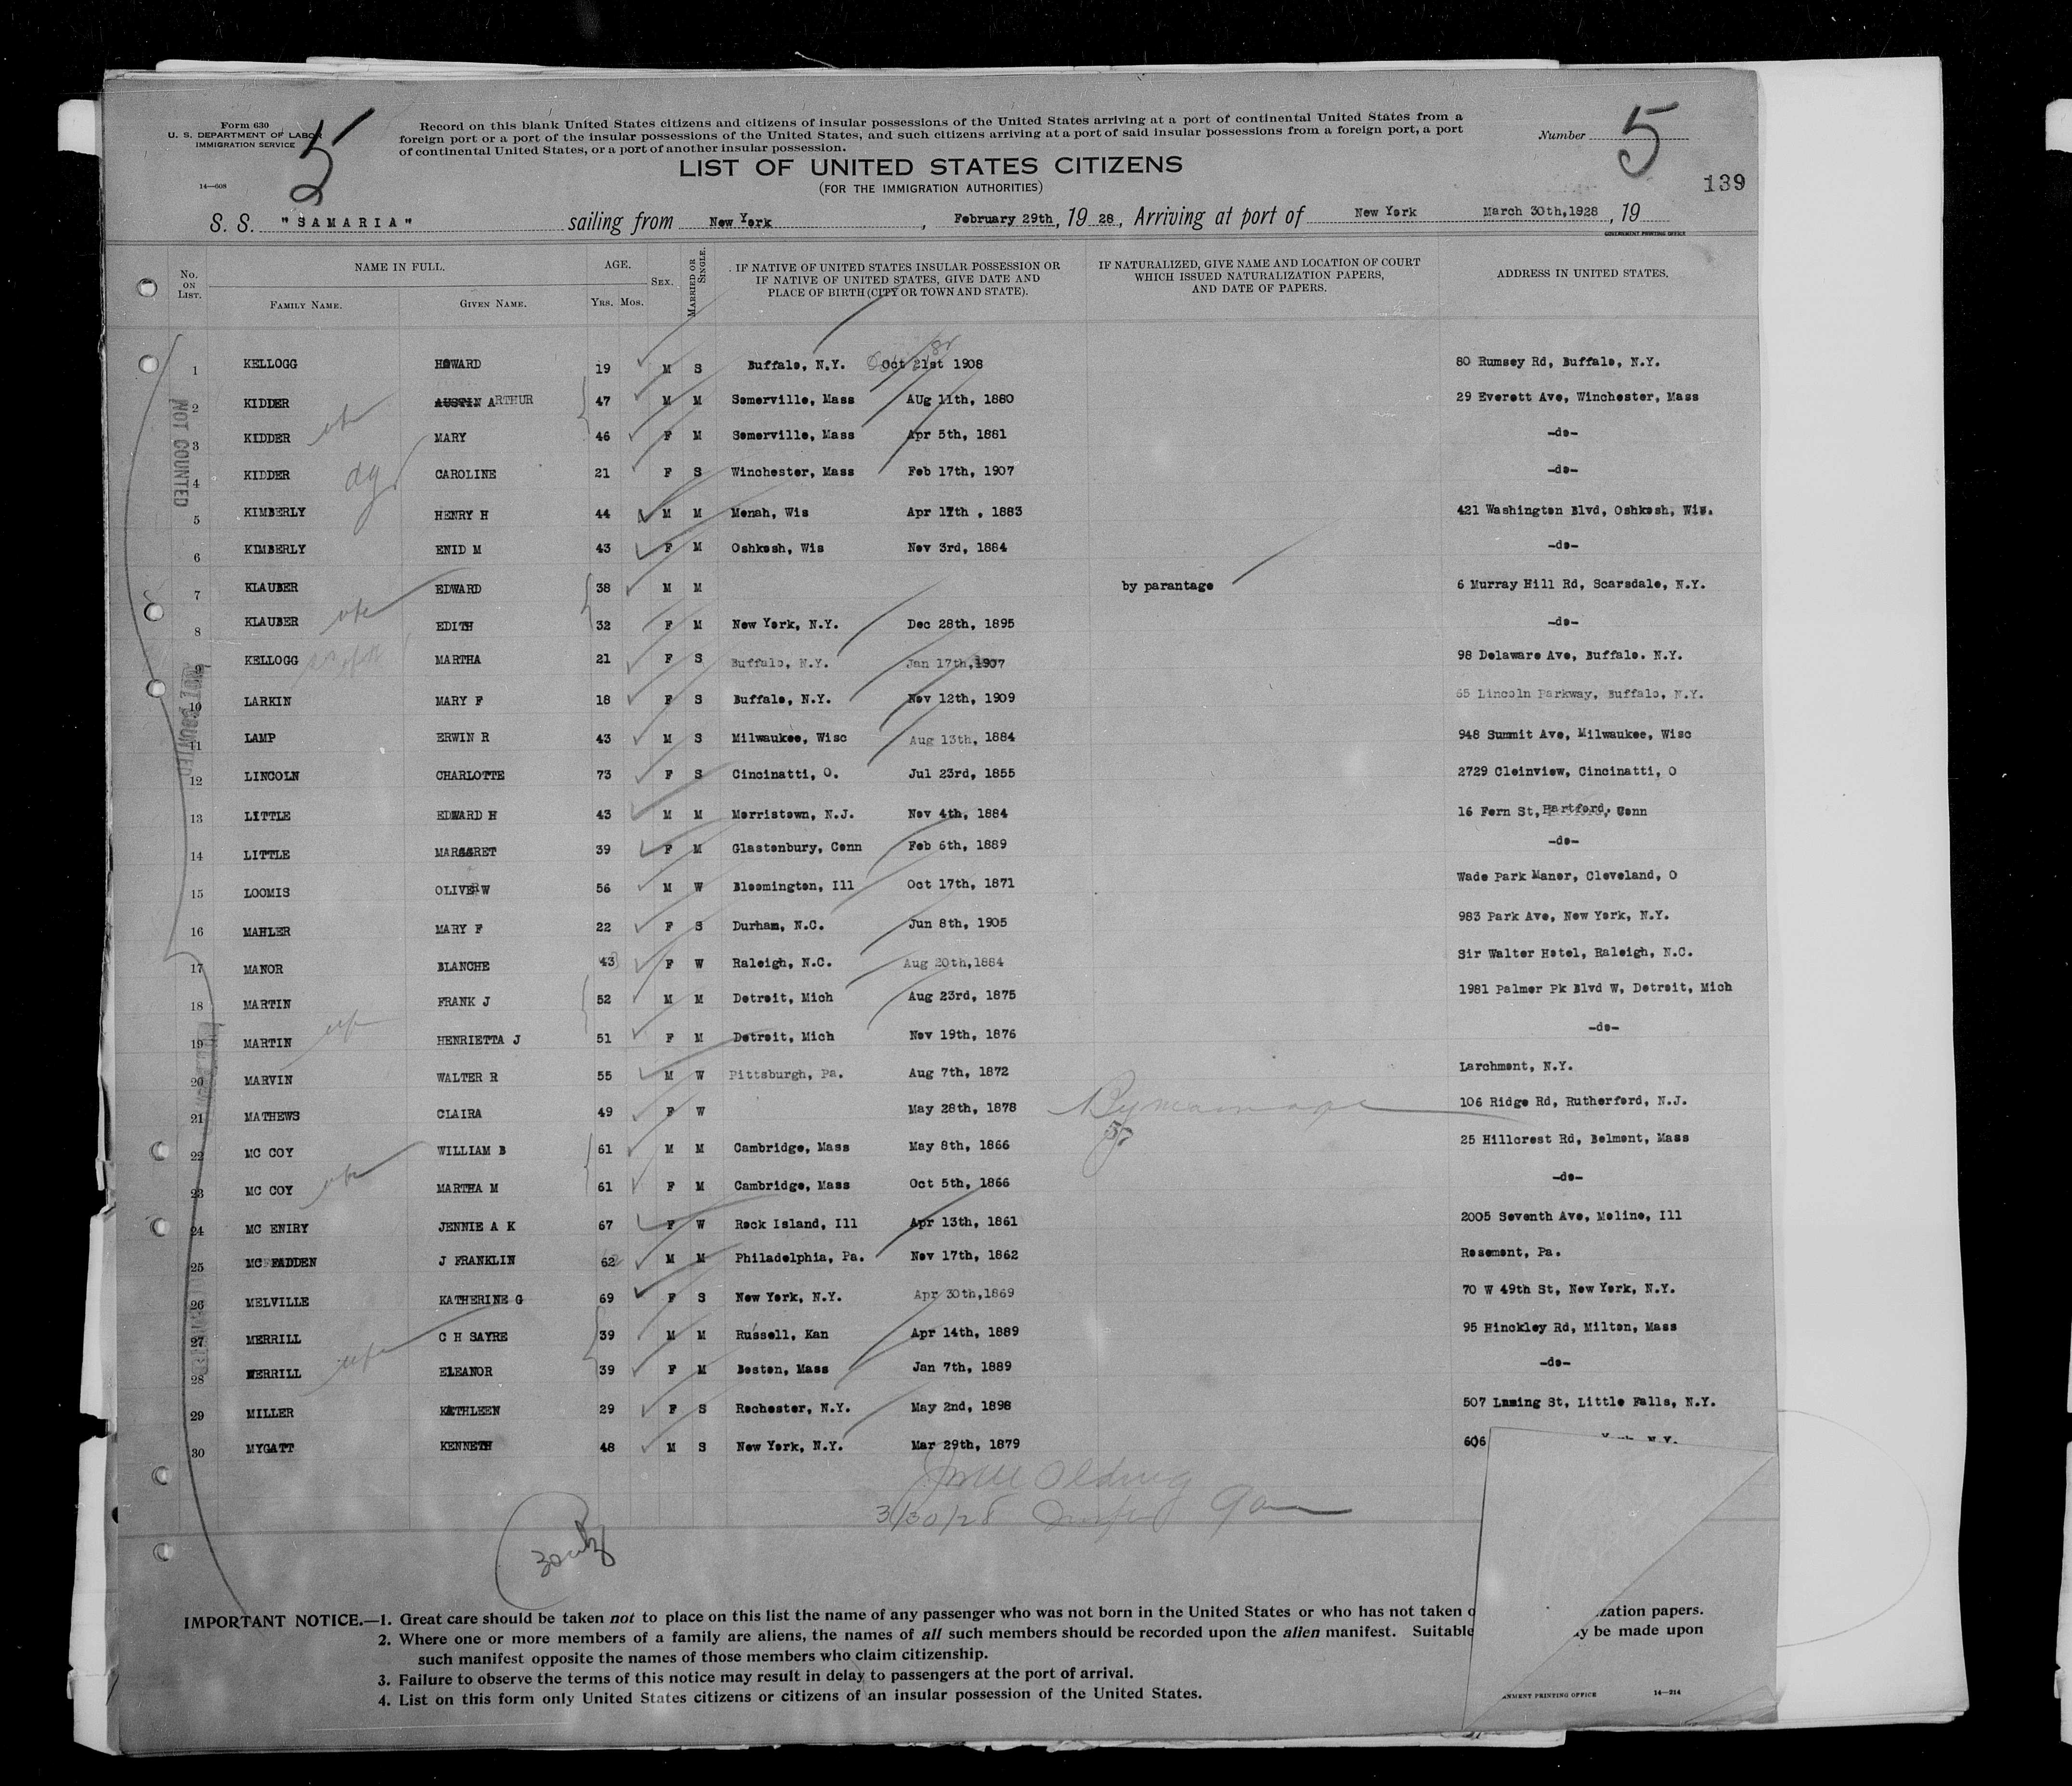 Form 630
U. S. DEPARTMENT OF LABOR
IMMIGRATION SERVICE
14—608
5
Record on this blank United States citizens and citizens of insular possessions of the United States arriving at a port of continental United States from a
foreign port or a port of the insular possessions of the United States, and such citizens arriving at a port of said insular possessions from a foreign port, a port
of continental United States, or a port of another insular possession.
Number 5
LIST OF UNITED STATES CITIZENS
(FOR THE IMMIGRATION AUTHORITIES)
139
S. S. "SAMARIA" sailing from New York, February 29th, 19 28, Arriving at port of New York March 30th,1928, 19
GOVERNMENT PRINTING OFFICE
No. ON LIST. NAME IN FULL. FAMILY NAME. GIVEN NAME. AGE. YRS. MOS. SEX. MARRIED OR SINGLE. IF NATIVE OF UNITED STATES INSULAR POSSESSION OR IF NATIVE OF UNITED STATES, GIVE DATE AND PLACE OF BIRTH (CITY OR TOWN AND STATE). IF NATURALIZED, GIVE NAME AND LOCATION OF COURT WHICH ISSUED NATURALIZATION PAPERS, AND DATE OF PAPERS. ADDRESS IN UNITED STATES.
1 KELLOGG HOWARD 19 M S Buffalo, N.Y. Oct 21st 1908 80 Rumsey Rd, Buffalo, N.Y.
2 KIDDER AUSTIN ARTHUR 47 M M Somerville, Mass AUg 11th, 1880 29 Everett Ave, Winchester, Mass
3 KIDDER MARY 46 F M Somerville, Mass Apr 5th, 1881 -do-
4 KIDDER CAROLINE 21 F S Winchester, Mass Feb 17th, 1907 -do-
5 KIMBERLY HENRY H 44 M M Menah, Wis Apr 17th . 1883 421 Washington Blvd, Oshkosh, Wis.
6 KIMBERLY ENID M 43 F M Oshkosh, Wis Nov 3rd, 1884 -do-
7 KLAUBER EDWARD 38 M M by parantage 6 Murray Hill Rd, Scarsdale, N.Y.
8 KLAUBER EDITH 32 F M New York, N.Y. Dec 28th, 1895 -do-
9 KELLOGG MARTHA 21 F S Buffalo, N.Y. Jan 17th,1907 98 Delaware Ave, Buffalo. N.Y.
10 LARKIN MARY F 18 F S Buffalo, N.Y. Nov 12th, 1909 65 Lincoln Parkway, Buffalo, N.Y.
11 LAMP ERWIN R 43 M S Milwaukee, Wisc Aug 13th, 1884 948 Summit Ave, Milwaukee, Wisc
12 LINCOLN CHARLOTTE 73 F S Cincinatti, O. Jul 23rd, 1855 2729 Cleinview, Cincinatti, O
13 LITTLE EDWARD H 43 M M Morristown, N.J. Nov 4th, 1884 16 Fern St, Hartford, Conn
14 LITTLE MARGARET 39 F M Glastonbury, Conn Feb 6th, 1889 -do-
15 LOOMIS OLIVER W 56 M W Bloomington, Ill Oct 17th, 1871 Wade Park Manor, Cleveland, O
16 MAHLER MARY F 22 F S Durham, N.C. Jun 8th, 1905 983 Park Ave, New York, N.Y.
17 MANOR BLANCHE 43 F W Raleigh, N.C. Aug 20th,1884 Sir Walter Hotel, Raleigh, N.C.
18 MARTIN FRANK J 52 M M Detroit, Mich Aug 23rd, 1875 1981 Palmer Pk Blvd W, Detroit, Mich
19 MARTIN HENRIETTA J 51 F M Detroit, Mich Nov 19th, 1876 -do-
20 MARVIN WALTER R 55 M W Pittsburgh, Pa. Aug 7th, 1872 Larchmont, N.Y.
21 MATHEWS CLAIRA 49 F W May 28th, 1878 By marriage 106 Ridge Rd, Rutherford, N.J.
22 MC COY WILLIAM B 61 M M Cambridge, Mass May 8th, 1866 25 Hillcrest Rd, Belmont, Mass
23 MC COY MARTHA M 61 F M Cambridge, Mass Oct 5th, 1866 -do-
24 MC ENIRY JENNIE A K 67 F W Rock Island, Ill Apr 13th, 1861 2005 Seventh Ave, Moline, Ill
25 MC FADDEN J FRANKLIN 62 M M Philadelphia, Pa. Nov 17th, 1862 Rosemont, Pa.
26 MELVILLE KATHERINE G 69 F S New York, N.Y. Apr 30th,1869 70 W 49th St, New York, N.Y.
27 MERRILL C H SAYRE 39 M M Russell, Kan Apr 14th, 1889 95 Hinckley Rd, Milton, Mass
28 MERRILL ELEANOR 39 F M Boston, Mass Jan 7th, 1889 -do-
29 MILLER KATHLEEN 29 F S Rochester, N.Y. May 2nd, 1898 507 Lasing St, Little Falls, N.Y.
30 MYGATT KENNETH 48 M S New York, N.Y. Mar 29th, 1879 606
NOT COUNTED
3/30/28
IMPORTANT NOTICE.—1. Great care should be taken not to place on this list the name of any passenger who was not born in the United States or who has not taken zation papers.
2. Where one or more members of a family are aliens, the names of all such members should be recorded upon the alien manifest. Suitable be made upon
such manifest opposite the names of those members who claim citizenship.
3. Failure to observe the terms of this notice may result in delay to passengers at the port of arrival.
4. List on this form only United States citizens or citizens of an insular possession of the United States.
NMENT PRINTING OFFICE 14—214